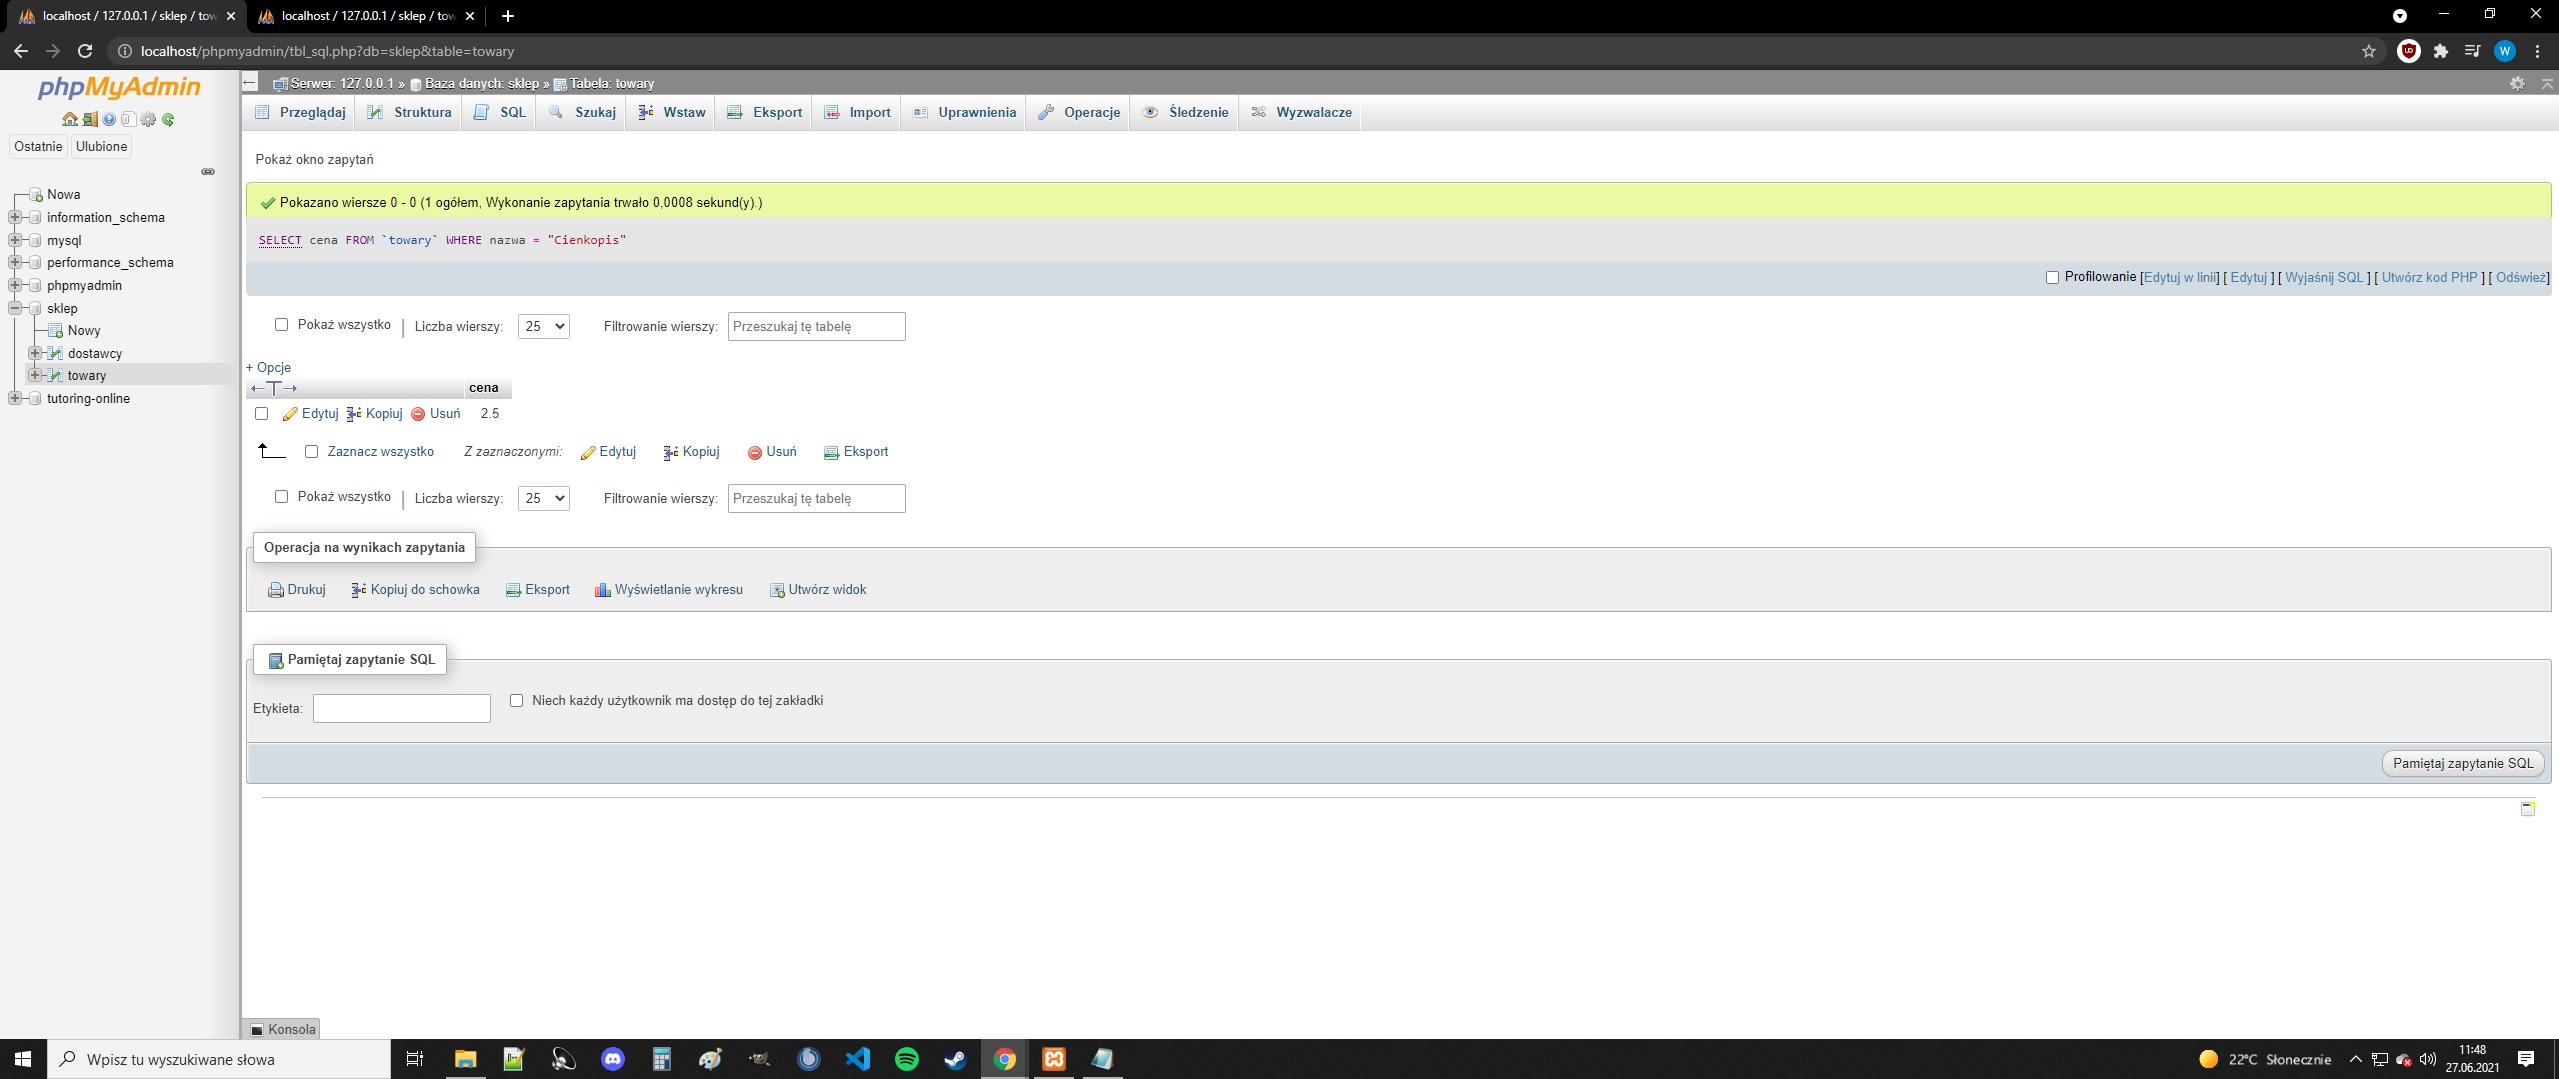 localhost / 127.0.0.1 / sklep / tow
localhost / 127.0.0.1 / sklep / tow
localhost/phpmyadmin/tbl_sql.php?db=sklep&table=towary
W
phpMyAdmin
Ostatnie Ulubione
Nowa
information_schema
mysql
performance_schema
phpmyadmin
sklep
Nowy
dostawcy
towary
tutoring-online
Serwer: 127.0.0.1 » Baza danych: sklep » Tabela: towary
Przeglądaj Struktura SQL Szukaj Wstaw Eksport Import Uprawnienia Operacje Śledzenie Wyzwalacze
Pokaż okno zapytań
Pokazano wiersze 0 - 0 (1 ogółem, Wykonanie zapytania trwało 0,0008 sekund(y).)
SELECT cena FROM `towary` WHERE nazwa = "Cienkopis"
Profilowanie [Edytuj w linii] [ Edytuj ] [ Wyjaśnij SQL ] [ Utwórz kod PHP ] [ Odśwież]
Pokaż wszystko | Liczba wierszy: 25 Filtrowanie wierszy: Przeszukaj tę tabelę
+ Opcje
←T→ cena
Edytuj Kopiuj Usuń 2.5
Zaznacz wszystko Z zaznaczonymi: Edytuj Kopiuj Usuń Eksport
Pokaż wszystko | Liczba wierszy: 25 Filtrowanie wierszy: Przeszukaj tę tabelę
Operacja na wynikach zapytania
Drukuj Kopiuj do schowka Eksport Wyświetlanie wykresu Utwórz widok
Pamiętaj zapytanie SQL
Etykieta: Niech każdy użytkownik ma dostęp do tej zakładki
Pamiętaj zapytanie SQL
Konsola
Wpisz tu wyszukiwane słowa
22°C Słonecznie
11:48
27.06.2021